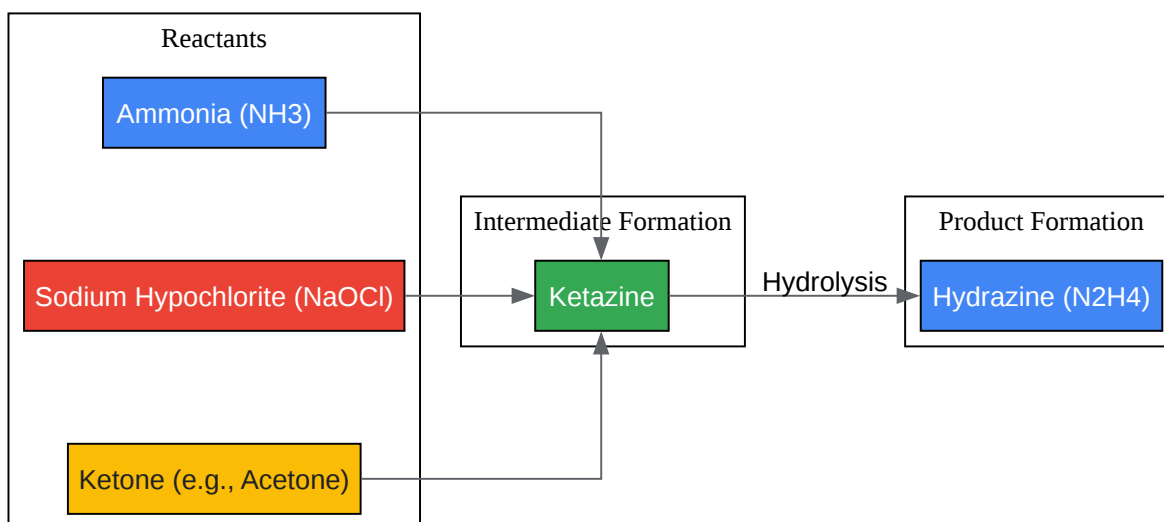 Reactants
Ammonia (NH3)
Sodium Hypochlorite (NaOCl)
Ketone (e.g., Acetone)
Intermediate Formation
Ketazine
Hydrolysis
Product Formation
Hydrazine (N2H4)